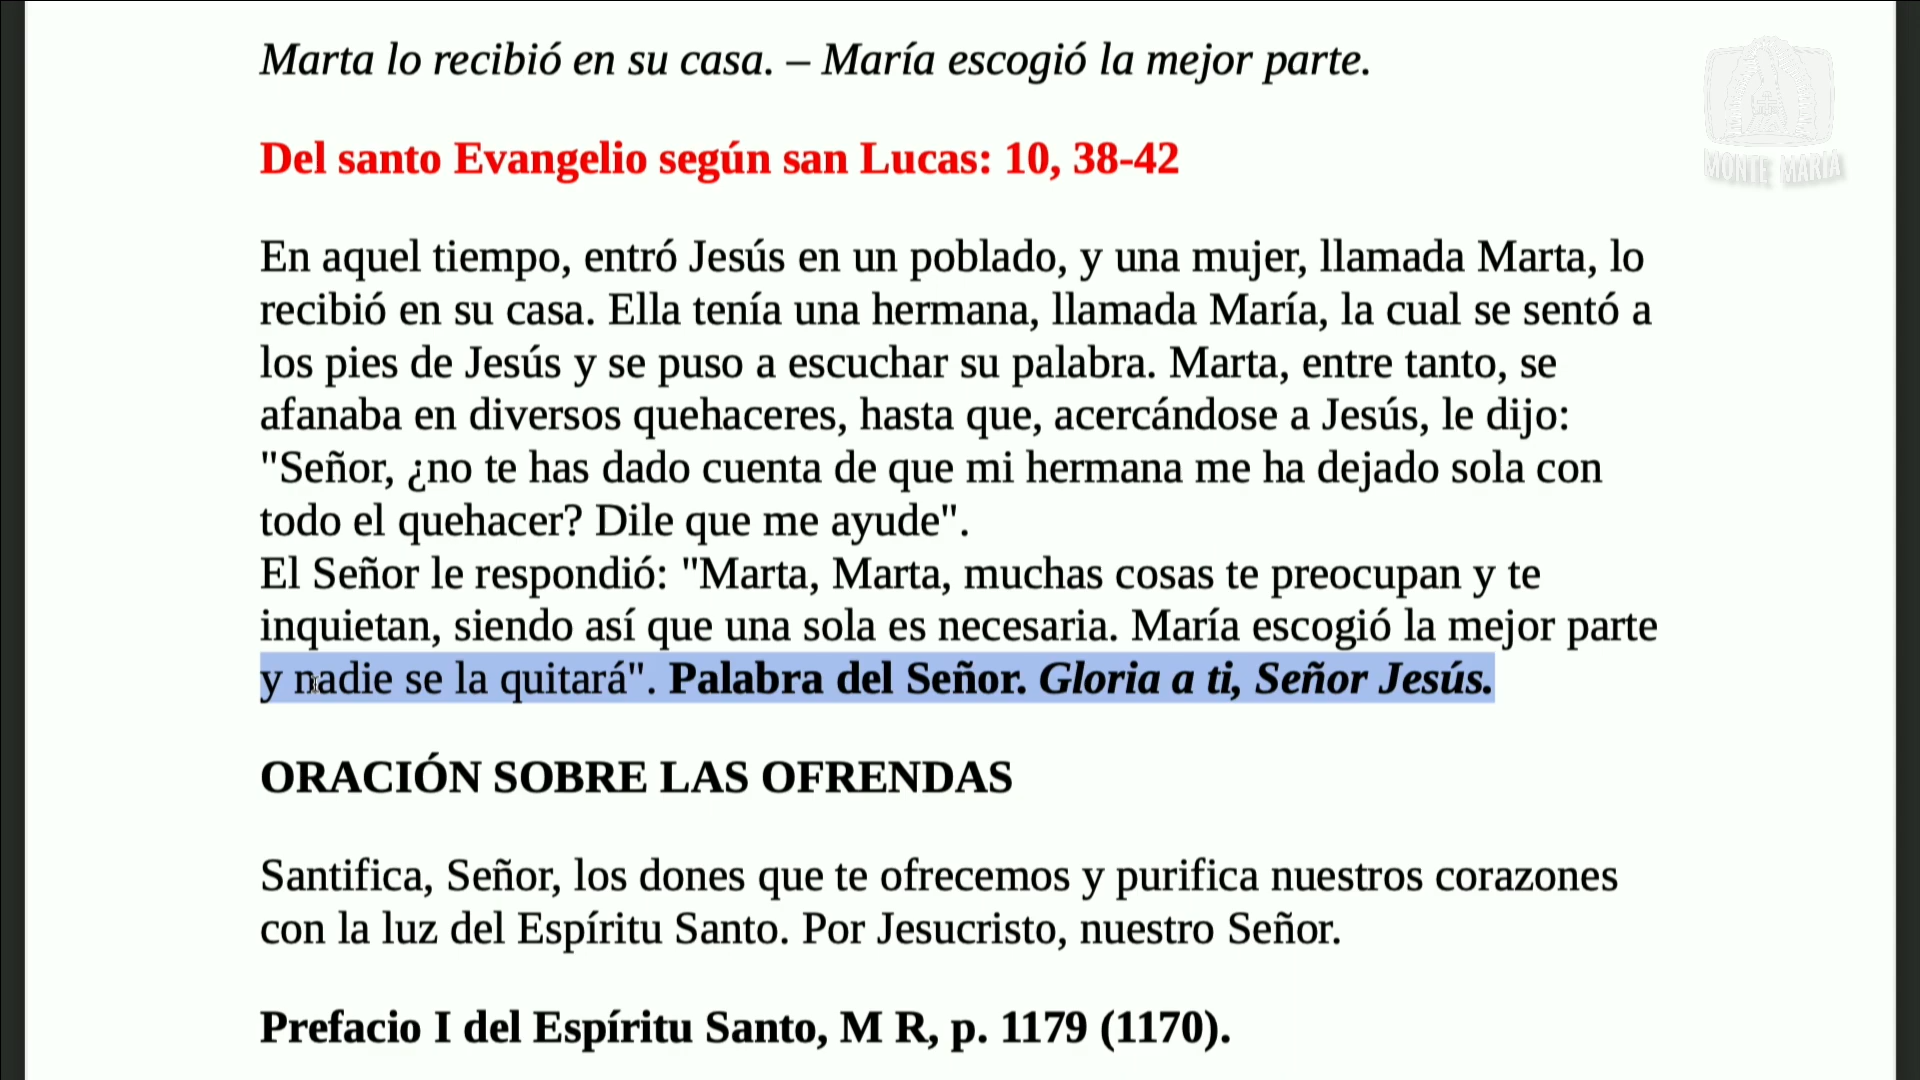 Marta lo recibió en su casa. – María escogió la mejor parte.
Del santo Evangelio según san Lucas: 10, 38-42
En aquel tiempo, entró Jesús en un poblado, y una mujer, llamada Marta, lo
recibió en su casa. Ella tenía una hermana, llamada María, la cual se sentó a
los pies de Jesús y se puso a escuchar su palabra. Marta, entre tanto, se
afanaba en diversos quehaceres, hasta que, acercándose a Jesús, le dijo:
"Señor, ¿no te has dado cuenta de que mi hermana me ha dejado sola con
todo el quehacer? Dile que me ayude".
El Señor le respondió: "Marta, Marta, muchas cosas te preocupan y te
inquietan, siendo así que una sola es necesaria. María escogió la mejor parte
y nadie se la quitará". Palabra del Señor. Gloria a ti, Señor Jesús.
ORACIÓN SOBRE LAS OFRENDAS
Santifica, Señor, los dones que te ofrecemos y purifica nuestros corazones
con la luz del Espíritu Santo. Por Jesucristo, nuestro Señor.
Prefacio I del Espíritu Santo, M R, p. 1179 (1170).
MONTE MARIA